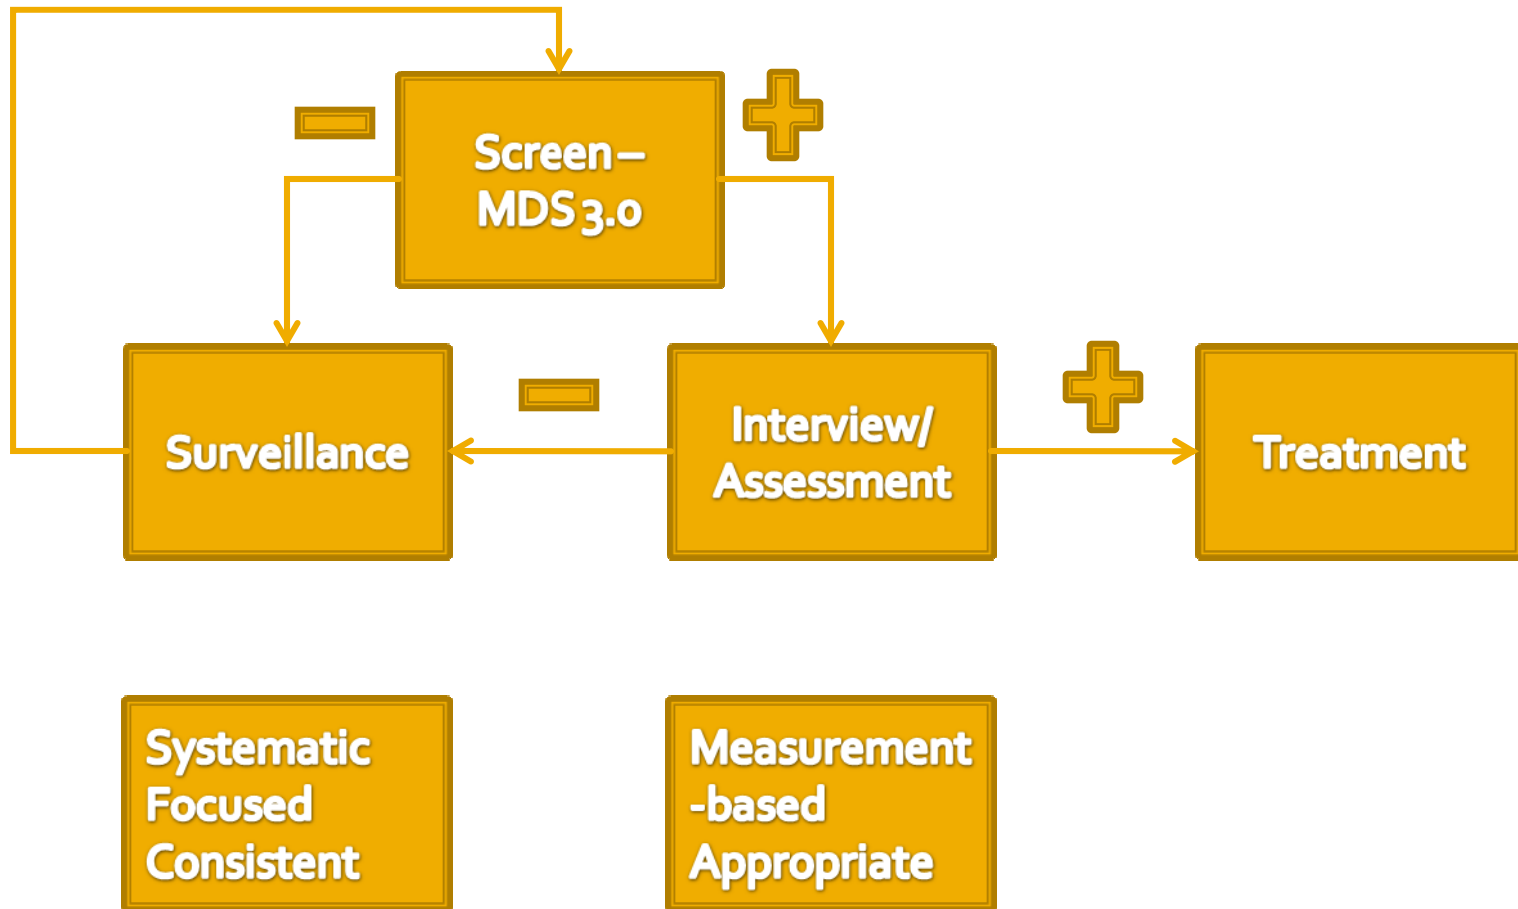 Screen –
MDS 3.0
Surveillance
Interview/
Assessment
Treatment
Systematic
Focused
Consistent
Measurement
-based
Appropriate